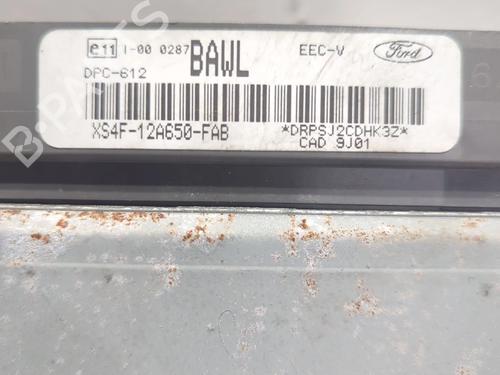 e11 1-00 0287 BAWL EEC-V Ford
DPC-612
XS4F-12A650-FAB *DRPSJ2CDHK3Z*
CAD 9J01